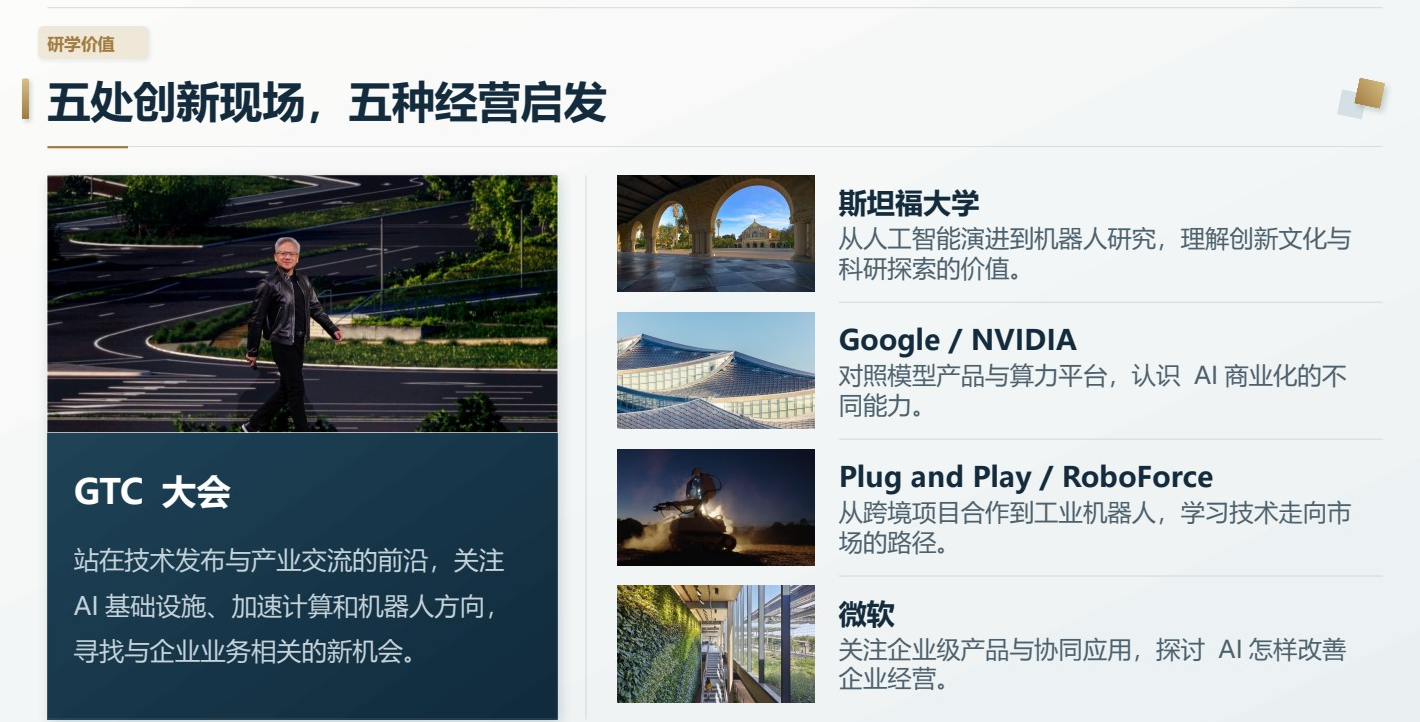 研学价值
五处创新现场，五种经营启发
GTC 大会
站在技术发布与产业交流的前沿，关注
AI 基础设施、加速计算和机器人方向，
寻找与企业业务相关的新机会。
斯坦福大学
从人工智能演进到机器人研究，理解创新文化与
科研探索的价值。
Google / NVIDIA
对照模型产品与算力平台，认识 AI 商业化的不
同能力。
Plug and Play / RoboForce
从跨境项目合作到工业机器人，学习技术走向市
场的路径。
微软
关注企业级产品与协同应用，探讨 AI 怎样改善
企业经营。